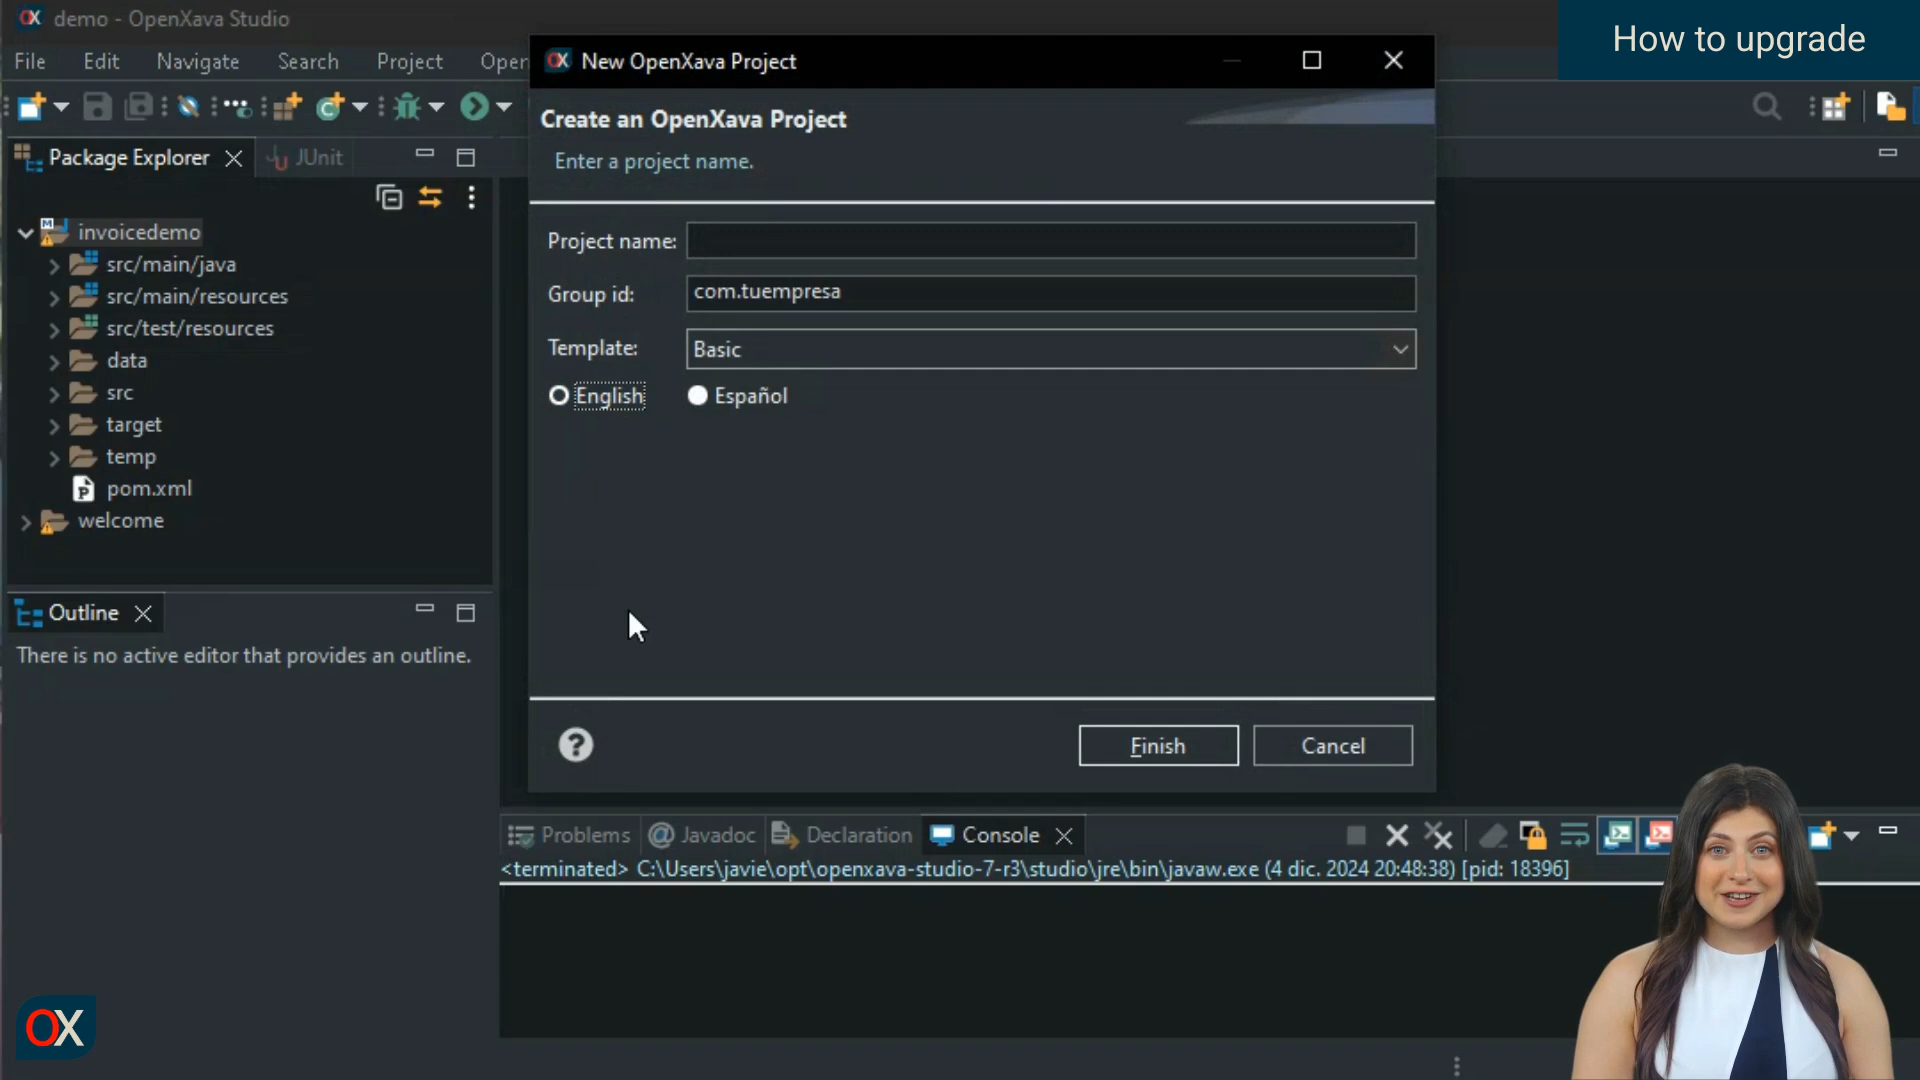 demo - OpenXava Studio
How to upgrade
File Edit Navigate Search Project Oper
New OpenXava Project
Create an OpenXava Project
Enter a project name.
Package Explorer
JUnit
invoicedemo
src/main/java
src/main/resources
src/test/resources
data
src
target
temp
pom.xml
welcome
Project name:
Group id: com.tuempresa
Template: Basic
English Español
Outline
There is no active editor that provides an outline.
Finish Cancel
Problems Javadoc Declaration Console
<terminated> C:\Users\javie\opt\openxava-studio-7-r3\studio\jre\bin\javaw.exe (4 dic. 2024 20:48:38) [pid: 18396]
OX